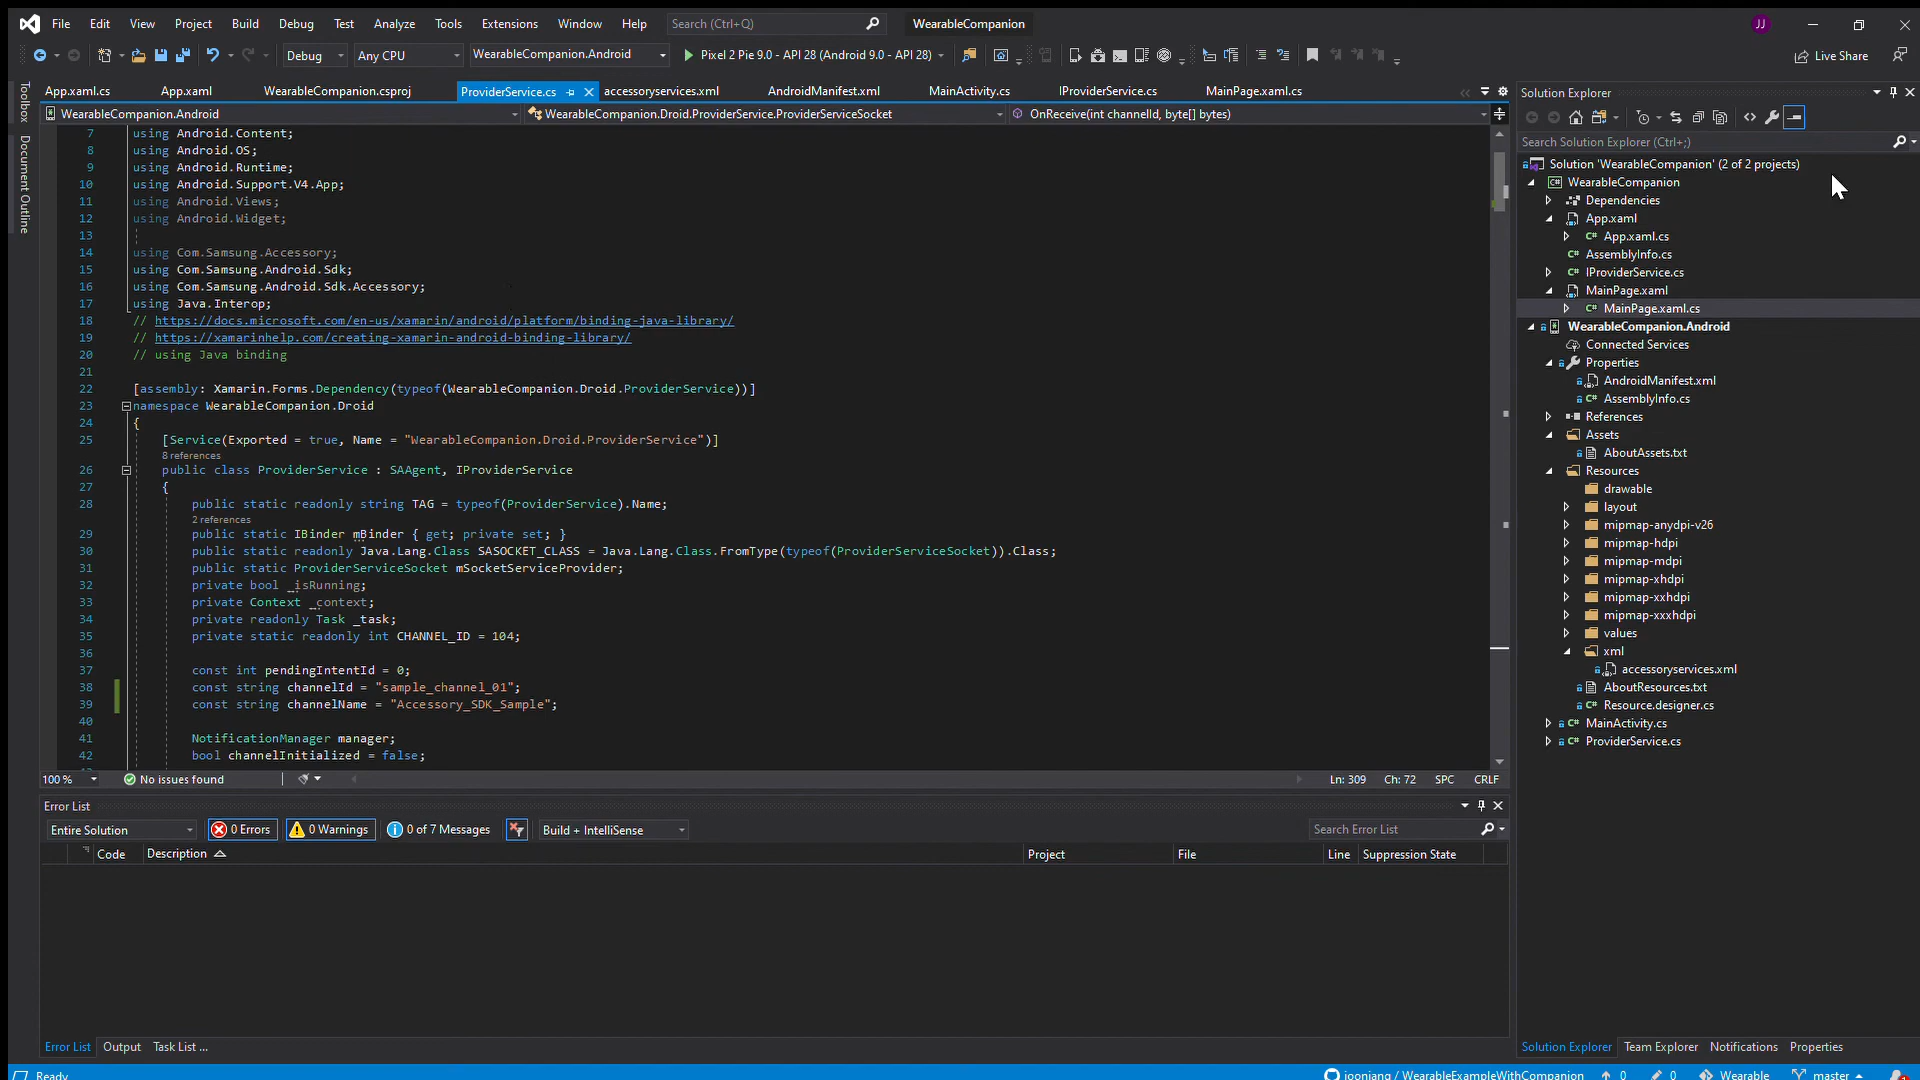 File Edit View Project Build Debug Test Analyze Tools Extensions Window Help Search (Ctrl+Q) WearableCompanion JJ
Debug Any CPU WearableCompanion.Android Pixel 2 Pie 9.0 - API 28 (Android 9.0 - API 28) Live Share
Toolbox
Document Outline
App.xaml.cs App.xaml WearableCompanion.csproj ProviderService.cs accessoryservices.xml AndroidManifest.xml MainActivity.cs IProviderService.cs MainPage.xaml.cs
WearableCompanion.Android WearableCompanion.Droid.ProviderService.ProviderServiceSocket OnReceive(int channelId, byte[] bytes)
7 using Android.Content;
8 using Android.OS;
9 using Android.Runtime;
10 using Android.Support.V4.App;
11 using Android.Views;
12 using Android.Widget;
13
14 using Com.Samsung.Accessory;
15 using Com.Samsung.Android.Sdk;
16 using Com.Samsung.Android.Sdk.Accessory;
17 using Java.Interop;
18 // https://docs.microsoft.com/en-us/xamarin/android/platform/binding-java-library/
19 // https://xamarinhelp.com/creating-xamarin-android-binding-library/
20 // using Java binding
21
22 [assembly: Xamarin.Forms.Dependency(typeof(WearableCompanion.Droid.ProviderService))]
23 namespace WearableCompanion.Droid
24 {
25 [Service(Exported = true, Name = "WearableCompanion.Droid.ProviderService")]
8 references
26 public class ProviderService : SAAgent, IProviderService
27 {
28 public static readonly string TAG = typeof(ProviderService).Name;
2 references
29 public static IBinder mBinder { get; private set; }
30 public static readonly Java.Lang.Class SASOCKET_CLASS = Java.Lang.Class.FromType(typeof(ProviderServiceSocket)).Class;
31 public static ProviderServiceSocket mSocketServiceProvider;
32 private bool _isRunning;
33 private Context _context;
34 private readonly Task _task;
35 private static readonly int CHANNEL_ID = 104;
36
37 const int pendingIntentId = 0;
38 const string channelId = "sample_channel_01";
39 const string channelName = "Accessory_SDK_Sample";
40
41 NotificationManager manager;
42 bool channelInitialized = false;
100 % No issues found Ln: 309 Ch: 72 SPC CRLF
Error List
Entire Solution 0 Errors 0 Warnings 0 of 7 Messages Build + IntelliSense Search Error List
Code Description Project File Line Suppression State
Error List Output Task List ...
Solution Explorer
Search Solution Explorer (Ctrl+;)
Solution 'WearableCompanion' (2 of 2 projects)
WearableCompanion
Dependencies
App.xaml
C# App.xaml.cs
C# AssemblyInfo.cs
C# IProviderService.cs
MainPage.xaml
C# MainPage.xaml.cs
WearableCompanion.Android
Connected Services
Properties
AndroidManifest.xml
C# AssemblyInfo.cs
References
Assets
AboutAssets.txt
Resources
drawable
layout
mipmap-anydpi-v26
mipmap-hdpi
mipmap-mdpi
mipmap-xhdpi
mipmap-xxhdpi
mipmap-xxxhdpi
values
xml
accessoryservices.xml
AboutResources.txt
C# Resource.designer.cs
C# MainActivity.cs
C# ProviderService.cs
Solution Explorer Team Explorer Notifications Properties
Ready jooniang / WearableExampleWithCompanion 0 0 Wearable master